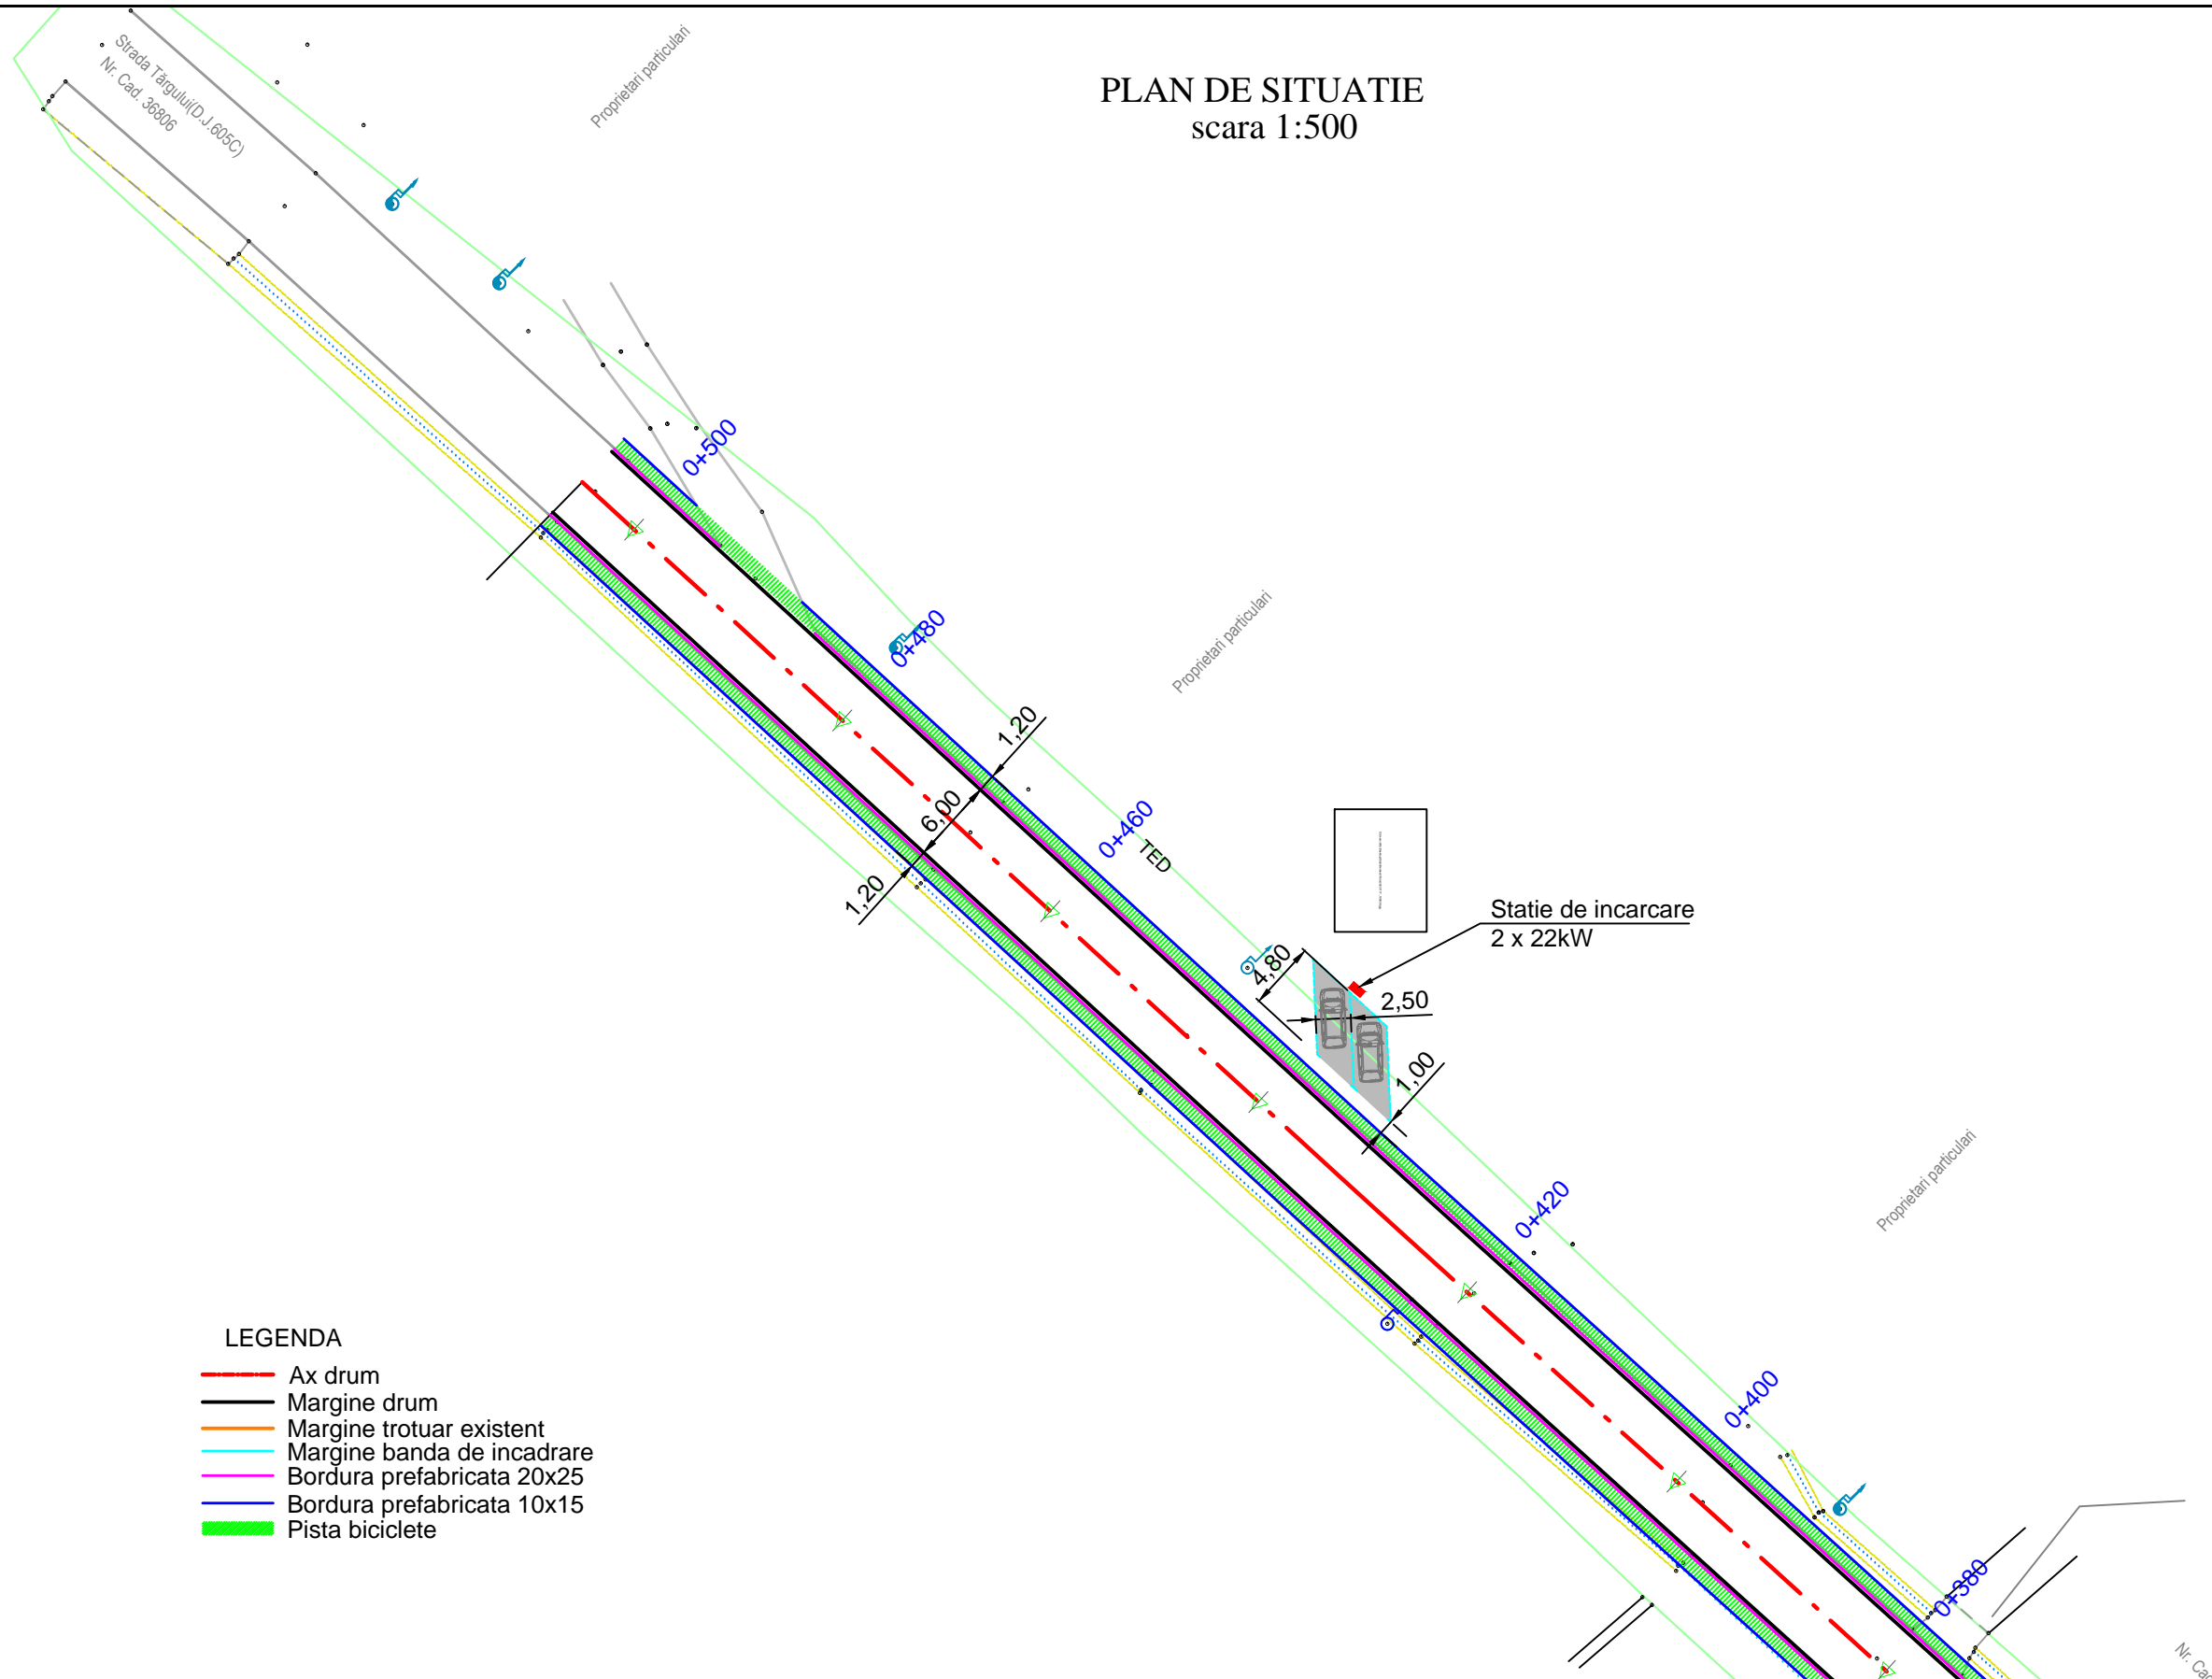 PLAN DE SITUATIE
scara 1:500
Strada Târgului(D.J.605C)
Nr. Cad. 36806
Proprietari particulari
0+500
0+480
Proprietari particulari
1,20
6,00
1,20
0+460
TED
Statie de incarcare
2 x 22kW
4,80
2,50
1,00
Proprietari particulari
0+420
0+400
0+380
LEGENDA
Ax drum
Margine drum
Margine trotuar existent
Margine banda de incadrare
Bordura prefabricata 20x25
Bordura prefabricata 10x15
Pista biciclete